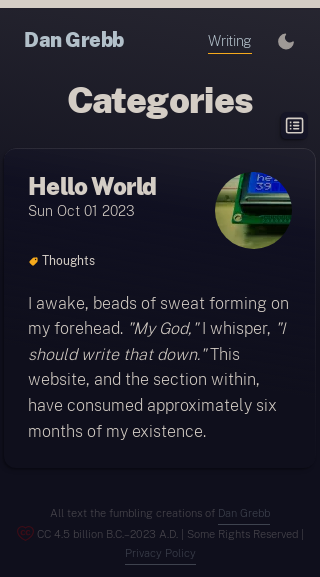 Dan Grebb
Writing
Categories
Hello World
Sun Oct 01 2023
hel
39
Thoughts
I awake, beads of sweat forming on
my forehead. "My God," I whisper, "I
should write that down." This
website, and the section within,
have consumed approximately six
months of my existence.
All text the fumbling creations of Dan Grebb
CC 4.5 billion B.C.–2023 A.D. | Some Rights Reserved |
Privacy Policy